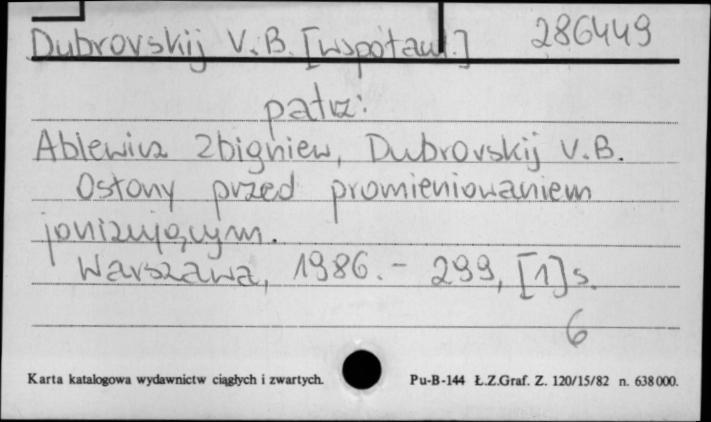 Dubrovskij V.B. [współaut.] 286449
patrz:
Ablewicz Zbigniew, Dubrovskij V.B.
Osłony przed promieniowaniem
jonizującym.
Warszawa, 1986. - 299, [1] s.
6
Karta katalogowa wydawnictw ciągłych i zwartych. Pu-B-144 Ł.Z.Graf. Z. 120/15/82 n. 638000.